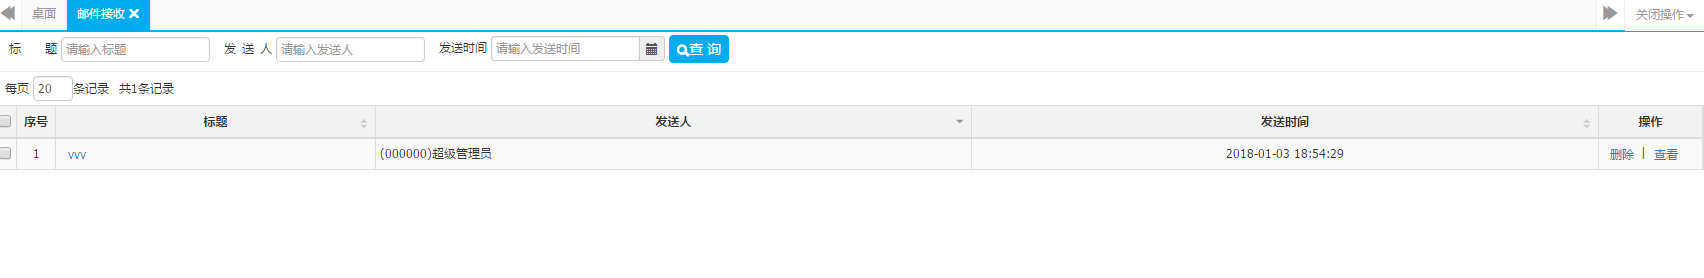 桌面 邮件接收 关闭操作
标 题 请输入标题 发 送 人 请输入发送人 发送时间 请输入发送时间 查 询
每页 20 条记录 共1条记录
序号 标题 发送人 发送时间 操作
1 vvv (000000)超级管理员 2018-01-03 18:54:29 删除 | 查看